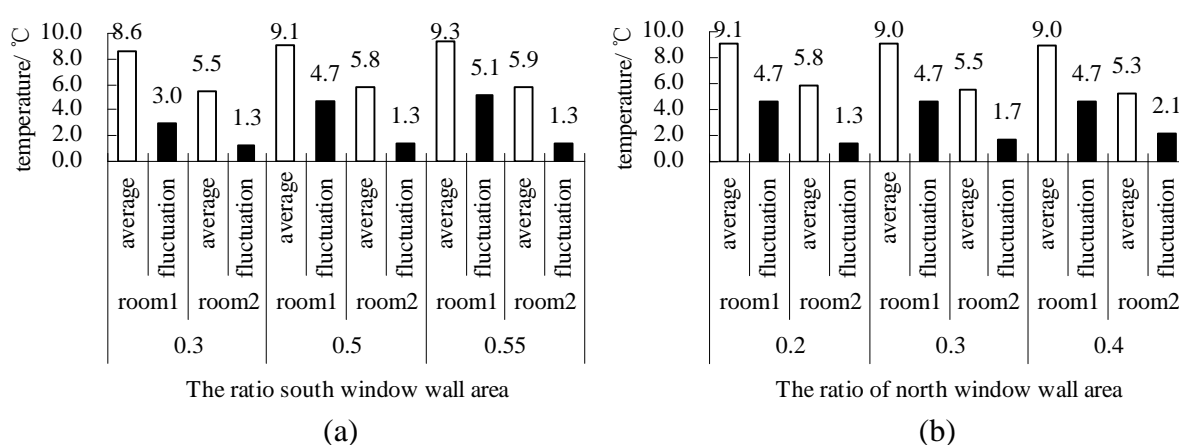 temperature/ ℃
10.0
8.0
6.0
4.0
2.0
0.0
8.6
3.0
5.5
1.3
9.1
4.7
5.8
1.3
9.3
5.1
5.9
1.3
average
fluctuation
average
fluctuation
average
fluctuation
average
fluctuation
average
fluctuation
average
fluctuation
room1 room2 room1 room2 room1 room2
0.3 0.5 0.55
The ratio south window wall area
(a)
temperature/ ℃
10.0
8.0
6.0
4.0
2.0
0.0
9.1
4.7
5.8
1.3
9.0
4.7
5.5
1.7
9.0
4.7
5.3
2.1
average
fluctuation
average
fluctuation
average
fluctuation
average
fluctuation
average
fluctuation
average
fluctuation
room1 room2 room1 room2 room1 room2
0.2 0.3 0.4
The ratio of north window wall area
(b)